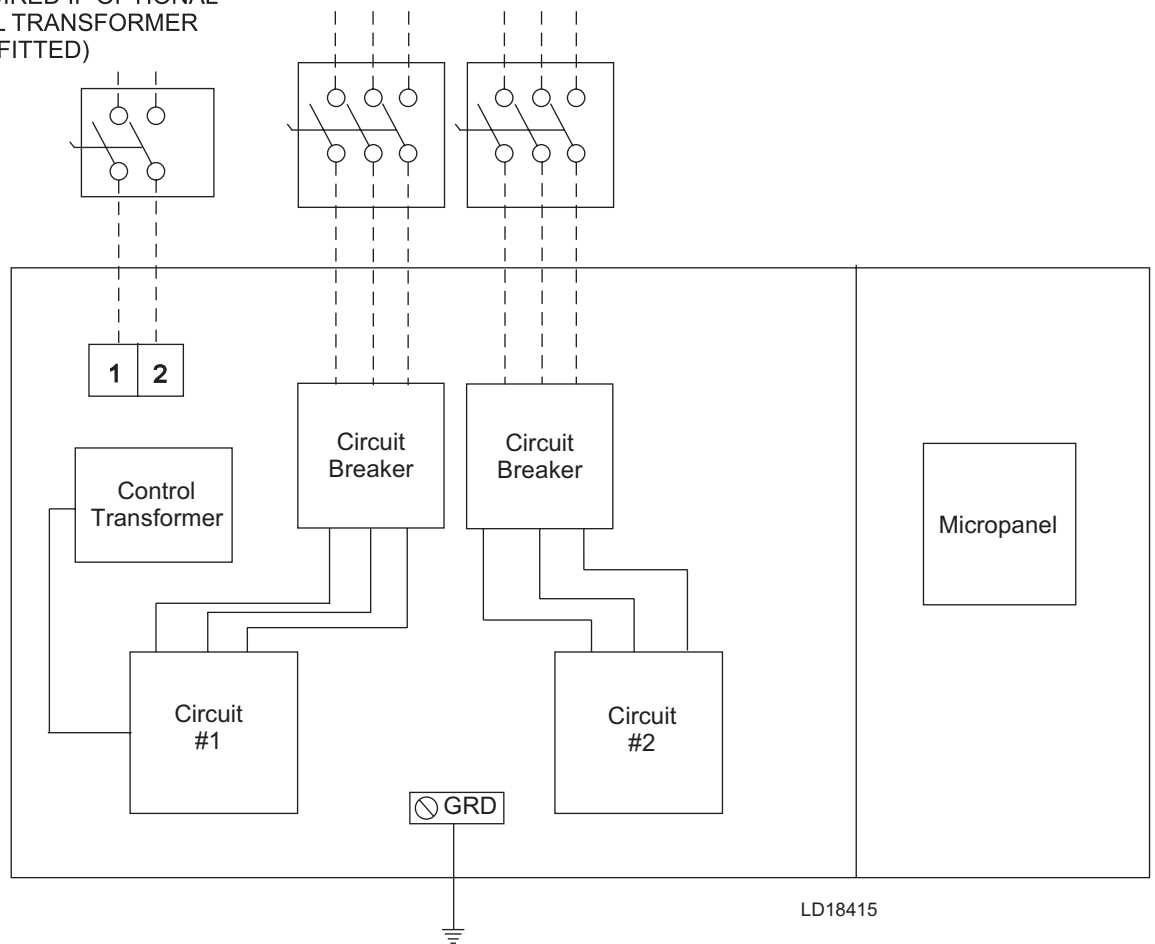 L TRANSFORMER
FITTED)
1 2
Circuit
Breaker
Circuit
Breaker
Control
Transformer
Micropanel
Circuit
#1
Circuit
#2
GRD
LD18415